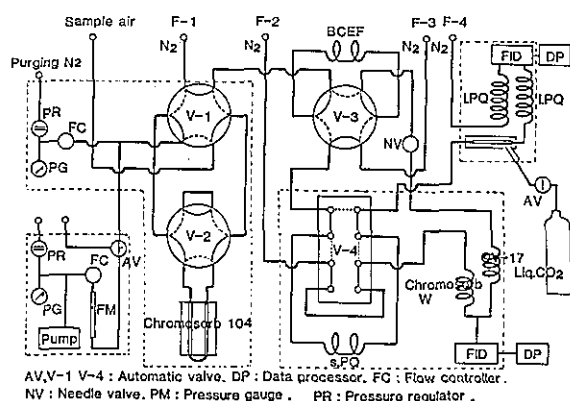 Sample air F-1 F-2 BCEF F-3 F-4
N2 N2 N2 N2
Purging N2
FID DP
LPQ LPQ
PR
FC
V-1
V-3
NV
PG
AV
V-2
V-4
PR
FC
AV
PG
FM
OV-17
Liq.CO2
Chromosorb W
Pump
Chromosorb 104
s.PQ
FID DP
AV,V-1 V-4 : Automatic valve. DP : Data processor. FC : Flow controller.
NV : Needle valve. PM : Pressure gauge. PR : Pressure regulator.